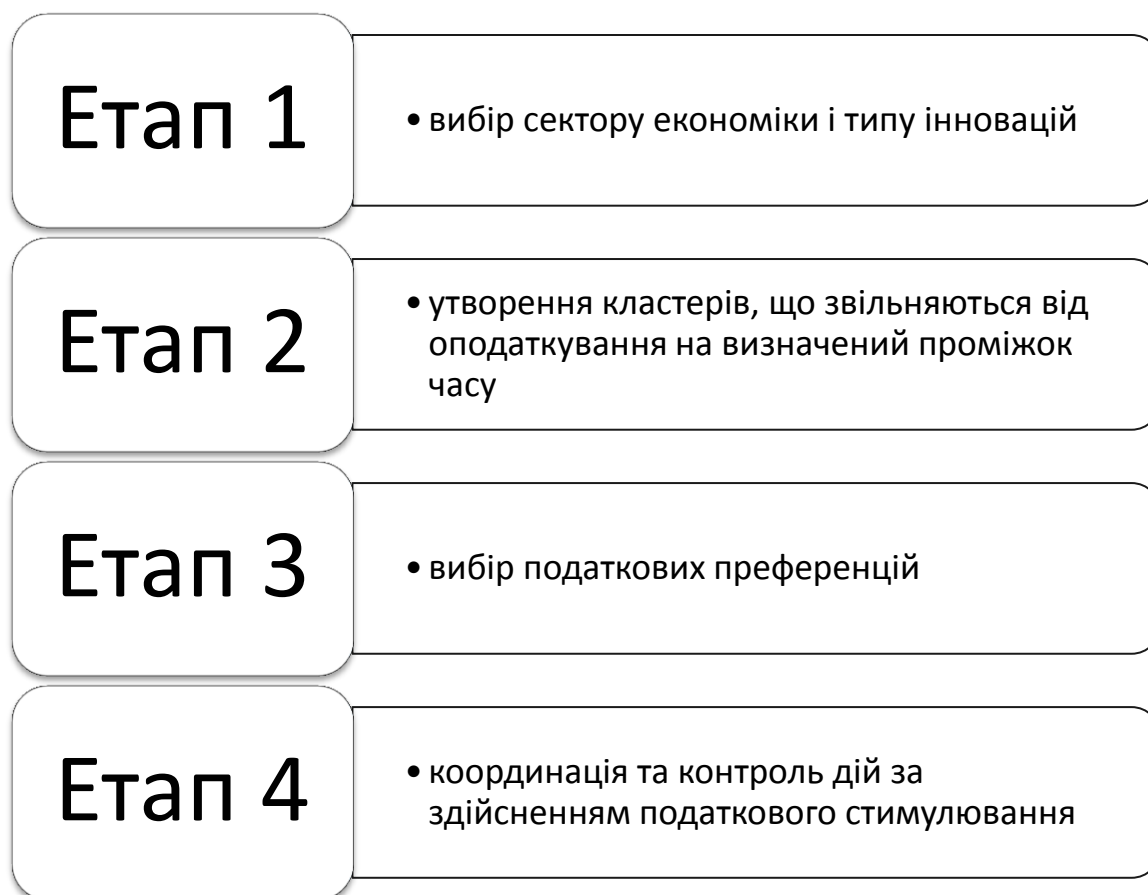 Етап 1
• вибір сектору економіки і типу інновацій
Етап 2
• утворення кластерів, що звільняються від
оподаткування на визначений проміжок
часу
Етап 3
• вибір податкових преференцій
Етап 4
• координація та контроль дій за
здійсненням податкового стимулювання